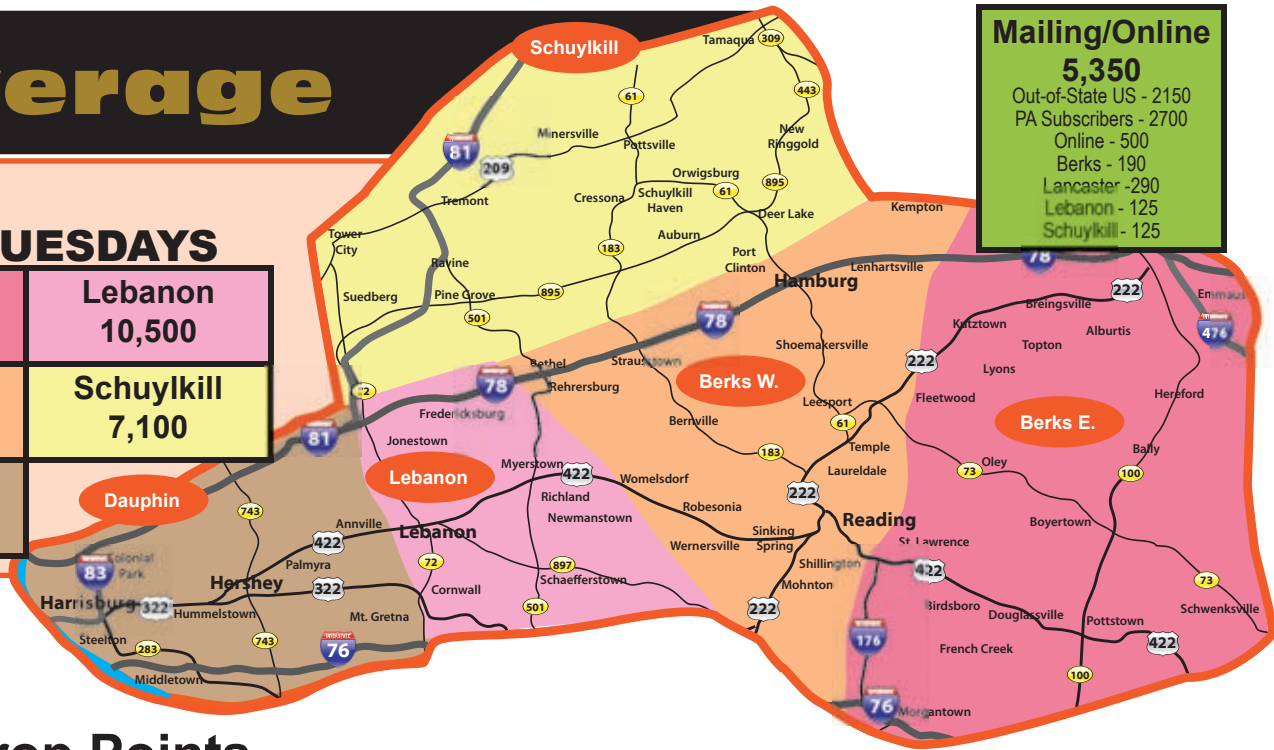 erage
UESDAYS
Lebanon
10,500
Schuylkill
7,100
Mailing/Online
5,350
Out-of-State US - 2150
PA Subscribers - 2700
Online - 500
Berks - 190
Lancaster -290
Lebanon - 125
Schuylkill - 125
Schuylkill
Tamaqua
309
61
443
81
Minersville
Pottsville
New
Ringgold
209
Orwigsburg
895
61
Tremont
Cressona
Schuylkill
Haven
Deer Lake
Kempton
Tower
City
183
Auburn
Ravine
Port
Clinton
Lenhartsville
78
Hamburg
Suedberg
Pine Grove
895
501
222
Breingsville
Emmaus
78
476
Kutztown
Alburtis
Shoemakersville
Topton
Bethel
Strausstown
222
Lyons
Rehrersburg
78
Berks W.
Hereford
Fleetwood
Fredericksburg
Leesport
81
Bernville
61
Berks E.
Jonestown
Temple
183
Bally
Myerstown
422
Lebanon
Womelsdorf
Laureldale
73
Oley
100
Dauphin
743
Richland
222
Robesonia
Annville
Newmanstown
Reading
Boyertown
422
Lebanon
Sinking
Spring
Wernersville
St. Lawrence
Colonial
Park
83
Palmyra
72
897
Shillington
422
Hershey
Schaefferstown
Mohnton
73
322
Cornwall
Harrisburg
322
Hummelstown
501
222
Birdsboro
Douglassville
Schwenksville
Mt. Gretna
Pottstown
Steelton
283
743
76
176
French Creek
422
Middletown
100
76
Morgantown
rop Points